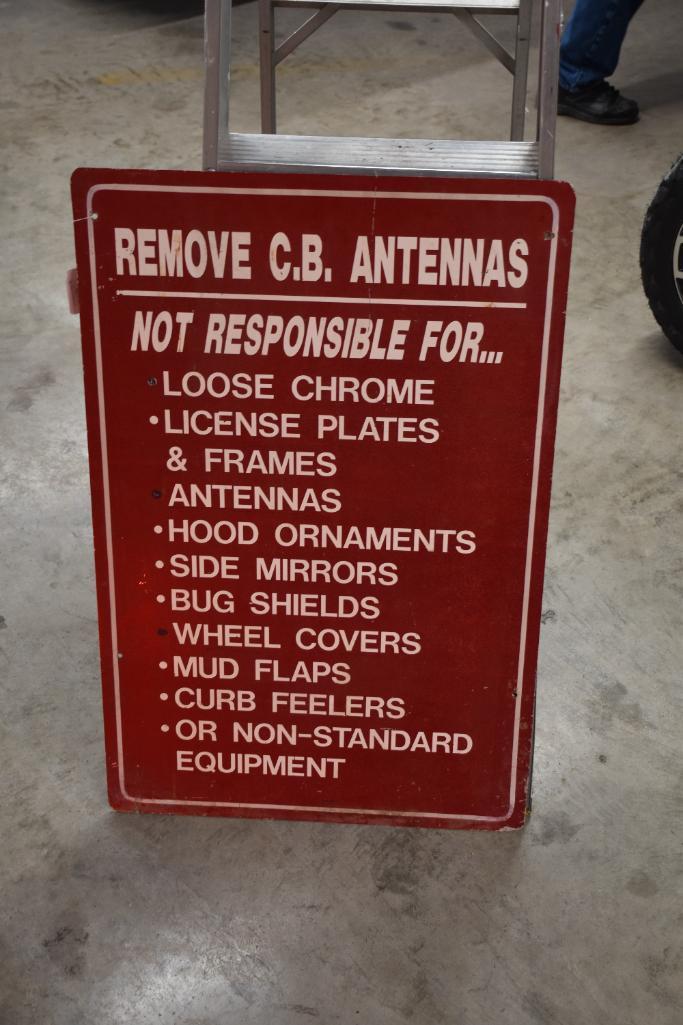 REMOVE C.B. ANTENNAS
NOT RESPONSIBLE FOR...
•LOOSE CHROME
•LICENSE PLATES
& FRAMES
•ANTENNAS
•HOOD ORNAMENTS
•SIDE MIRRORS
•BUG SHIELDS
•WHEEL COVERS
•MUD FLAPS
•CURB FEELERS
•OR NON-STANDARD
EQUIPMENT